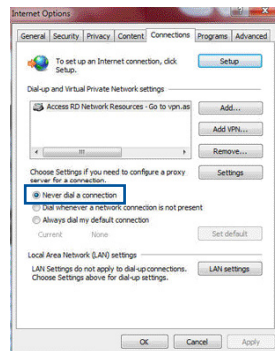 Internet Options
General Security Privacy Content Connections Programs Advanced
To set up an Internet connection, click
Setup.
Setup
Dial-up and Virtual Private Network settings
Access RD Network Resources - Go to vpn.as
Add...
Add VPN...
Remove...
Choose Settings if you need to configure a proxy
server for a connection.
Settings
Never dial a connection
Dial whenever a network connection is not present
Always dial my default connection
Current None
Set default
Local Area Network (LAN) settings
LAN Settings do not apply to dial-up connections.
Choose Settings above for dial-up settings.
LAN settings
OK Cancel Apply